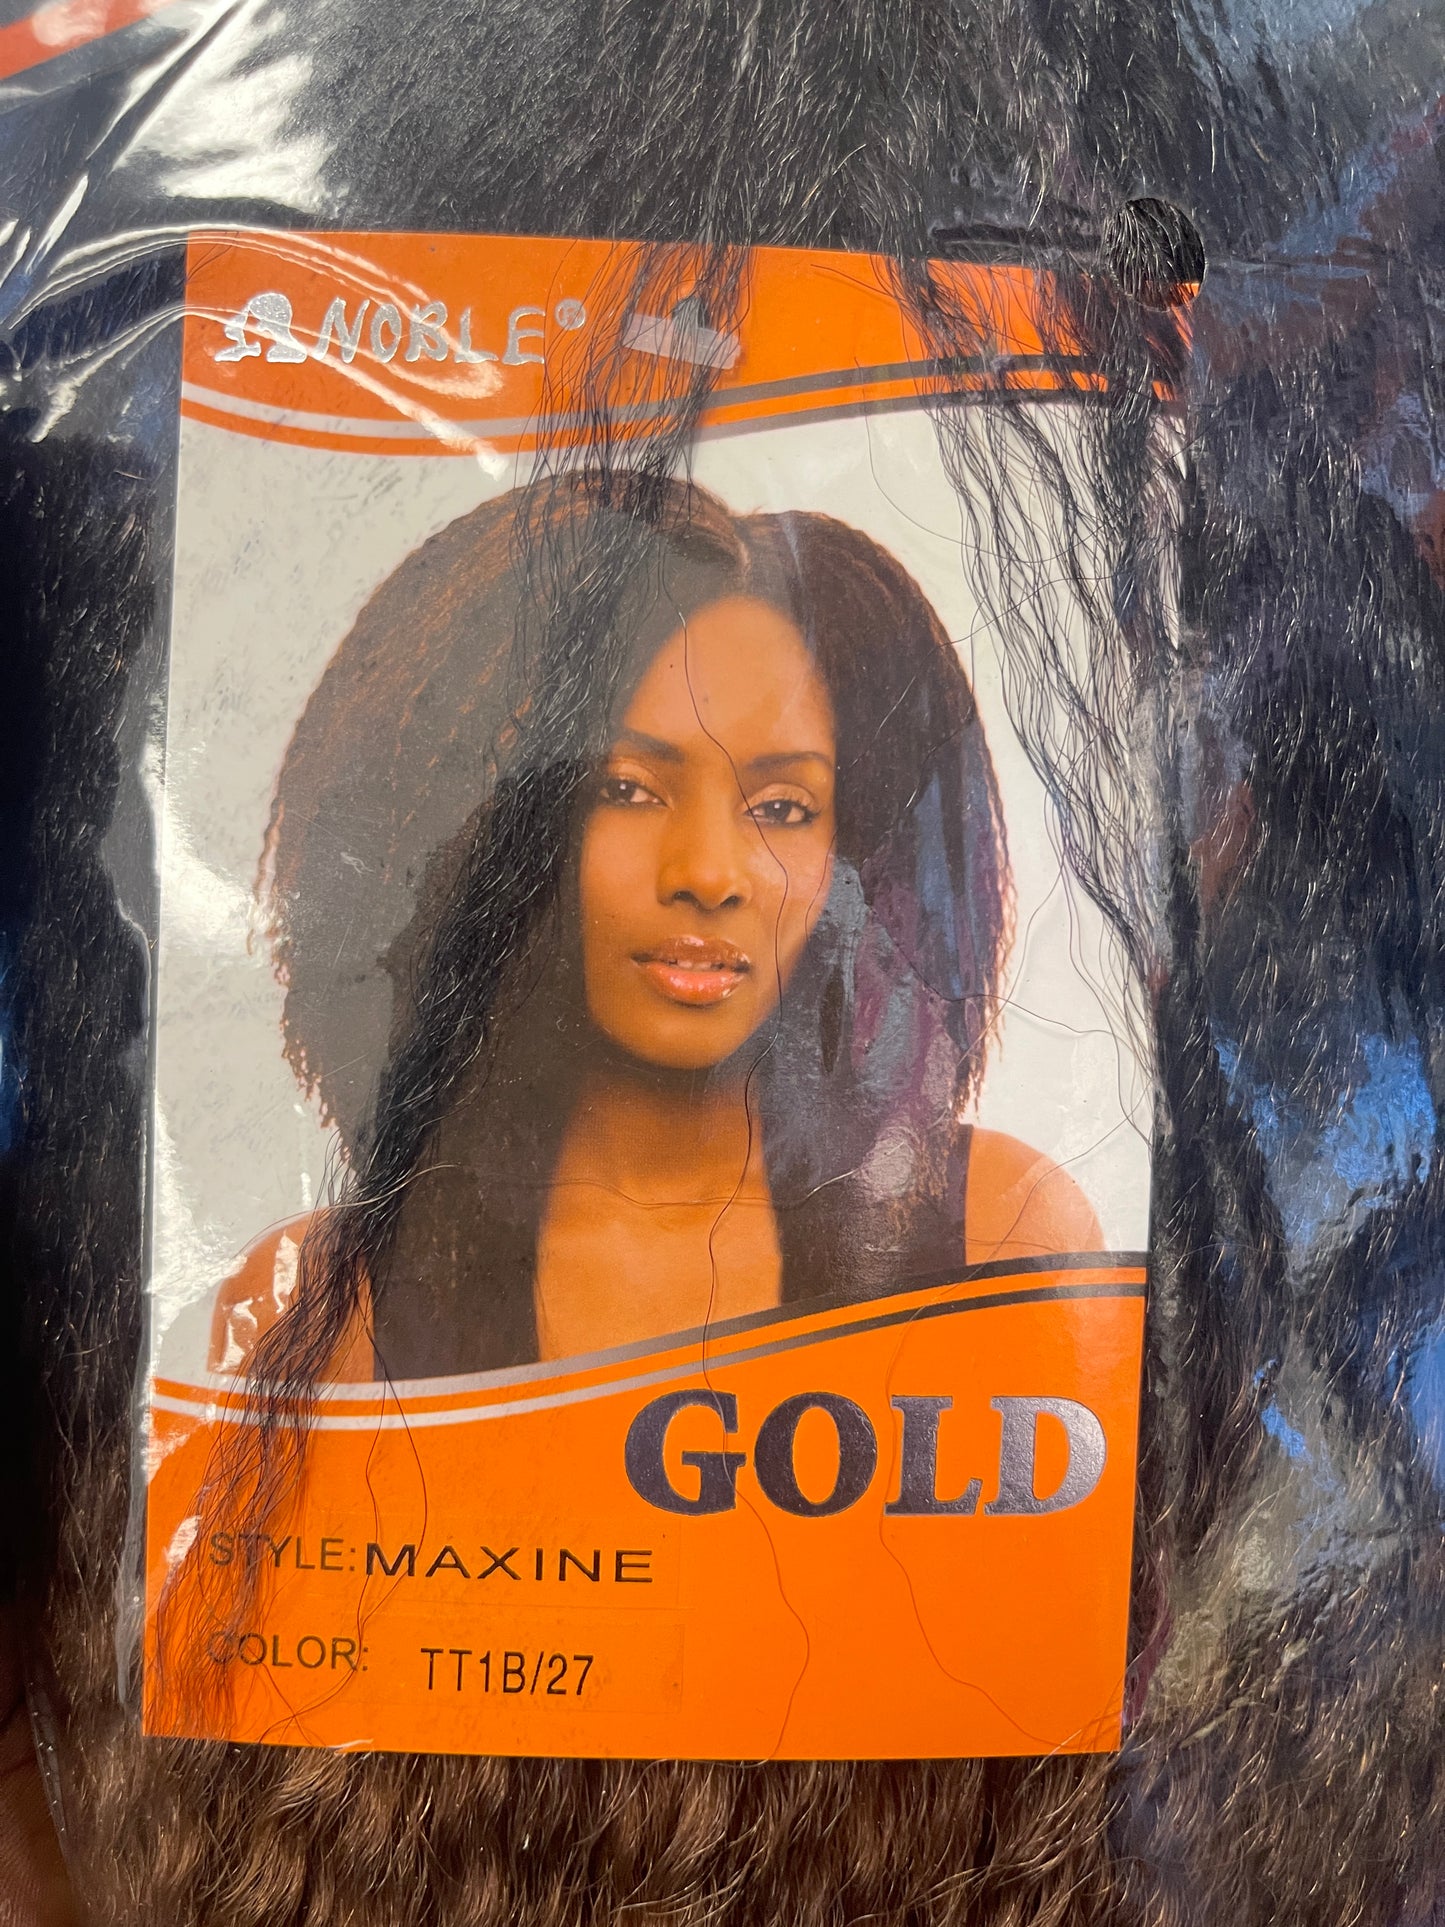 NOBLE®
GOLD
STYLE: MAXINE
COLOR: TT1B/27